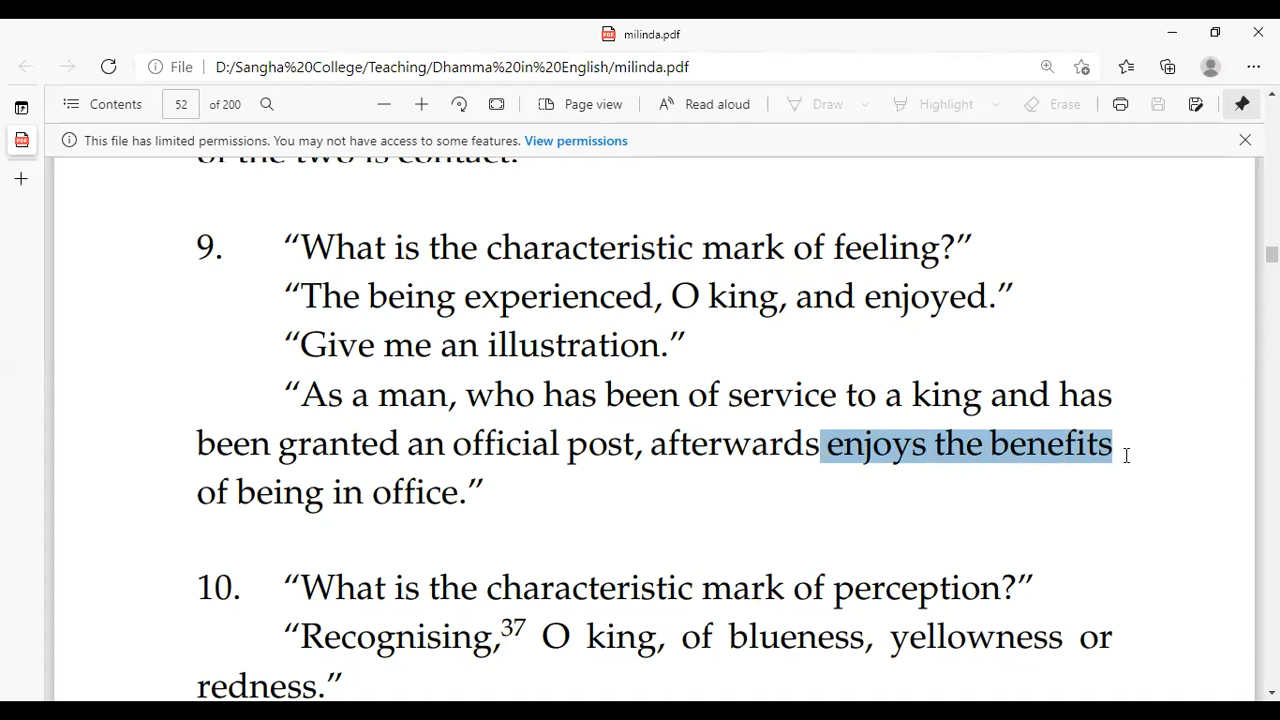 milinda.pdf
File D:/Sangha%20College/Teaching/Dhamma%20in%20English/milinda.pdf
Contents 52 of 200 Page view Read aloud Draw Highlight Erase
This file has limited permissions. You may not have access to some features. View permissions
of the two is contact.
9. “What is the characteristic mark of feeling?”
“The being experienced, O king, and enjoyed.”
“Give me an illustration.”
“As a man, who has been of service to a king and has
been granted an official post, afterwards enjoys the benefits
of being in office.”
10. “What is the characteristic mark of perception?”
“Recognising,37 O king, of blueness, yellowness or
redness.”